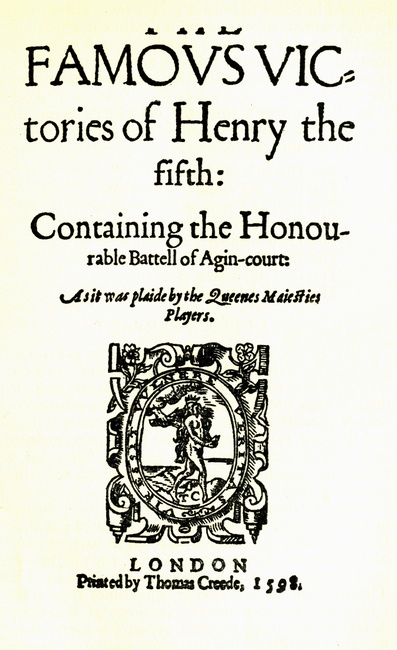 THE
FAMOVS VIC-
tories of Henry the
fifth:
Containing the Honou-
rable Battell of Agin-court:
As it was plaide by the Queenes Maiesties
Players.
T C
LONDON
Printed by Thomas Creede, 1598.